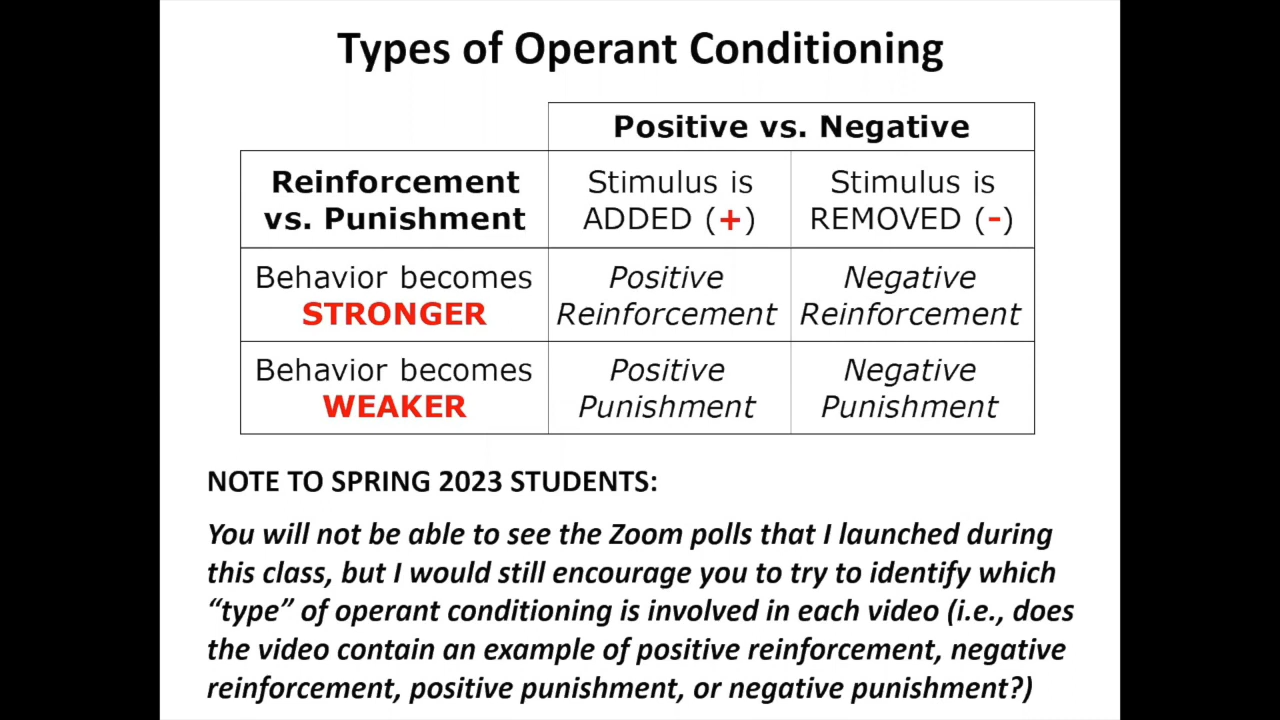 Types of Operant Conditioning
Positive vs. Negative
Reinforcement
vs. Punishment
Stimulus is
ADDED (+)
Stimulus is
REMOVED (-)
Behavior becomes
STRONGER
Positive
Reinforcement
Negative
Reinforcement
Behavior becomes
WEAKER
Positive
Punishment
Negative
Punishment
NOTE TO SPRING 2023 STUDENTS:
You will not be able to see the Zoom polls that I launched during
this class, but I would still encourage you to try to identify which
“type” of operant conditioning is involved in each video (i.e., does
the video contain an example of positive reinforcement, negative
reinforcement, positive punishment, or negative punishment?)